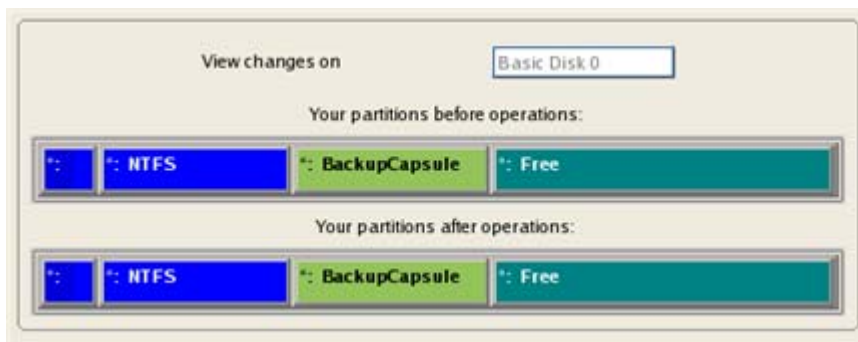 View changes on Basic Disk 0
Your partitions before operations:
*: *: NTFS *: BackupCapsule *: Free
Your partitions after operations:
*: *: NTFS *: BackupCapsule *: Free